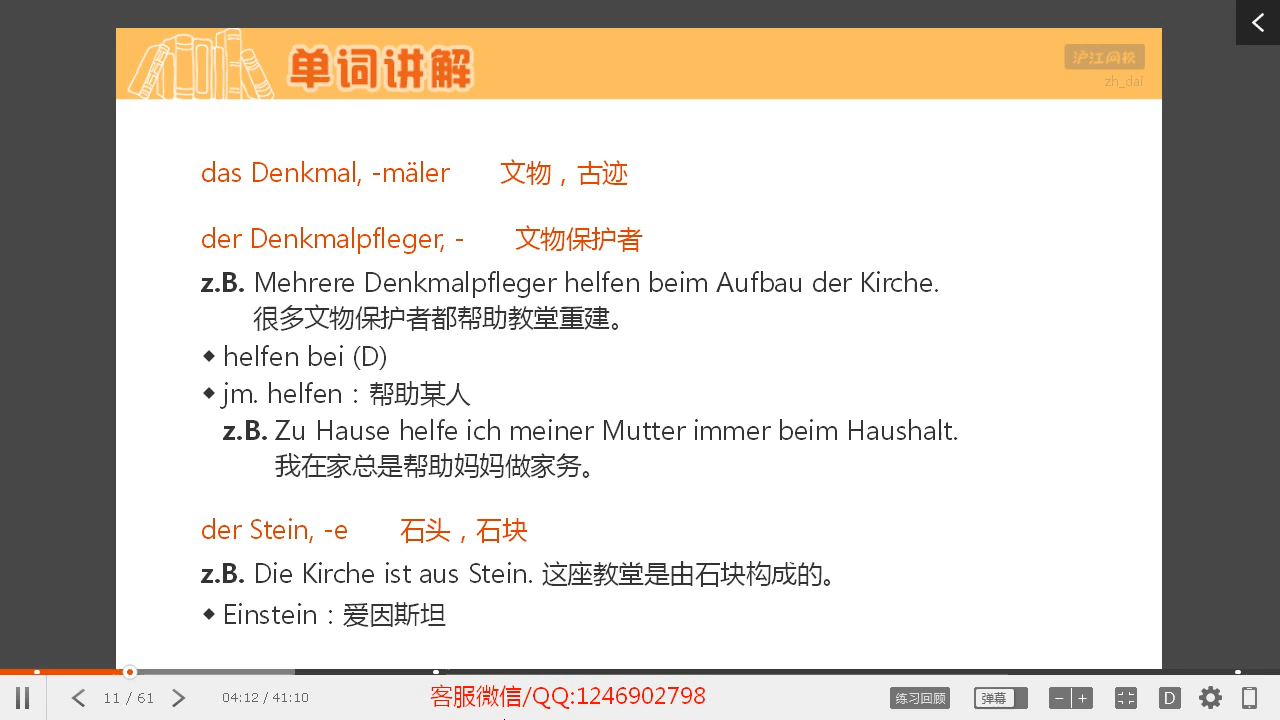 单词讲解
沪江网校
zh_dai
das Denkmal, -mäler 文物，古迹
der Denkmalpfleger, - 文物保护者
z.B. Mehrere Denkmalpfleger helfen beim Aufbau der Kirche.
很多文物保护者都帮助教堂重建。
◆ helfen bei (D)
◆ jm. helfen：帮助某人
z.B. Zu Hause helfe ich meiner Mutter immer beim Haushalt.
我在家总是帮助妈妈做家务。
der Stein, -e 石头，石块
z.B. Die Kirche ist aus Stein. 这座教堂是由石块构成的。
◆ Einstein：爱因斯坦
11 / 61 04:12 / 41:10 客服微信/QQ:1246902798 练习回顾 弹幕 D